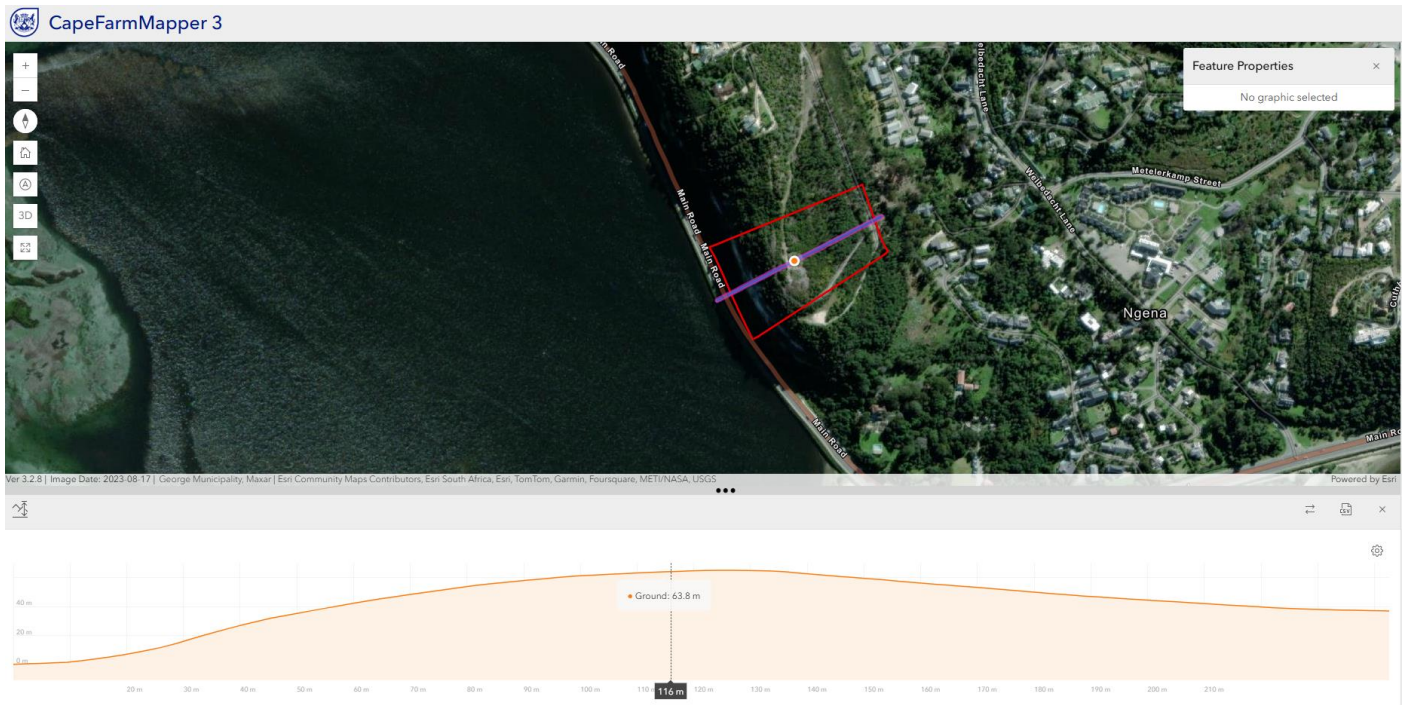 CapeFarmMapper 3
Feature Properties
×
No graphic selected
+
−
A
3D
Main Road
Welbedacht Lane
Metelerkamp Street
Welbedacht Lane
Main Road
Main Road
Ngena
Main Road
Ver 3.2.8 | Image Date: 2023-08-17 | George Municipality, Maxar | Esri Community Maps Contributors, Esri South Africa, Esri, TomTom, Garmin, Foursquare, METI/NASA, USGS
Powered by Esri
CSV
×
Ground: 63.8 m
40 m
20 m
0 m
20 m 30 m 40 m 50 m 60 m 70 m 80 m 90 m 100 m 110 116 m 120 m 130 m 140 m 150 m 160 m 170 m 180 m 190 m 200 m 210 m